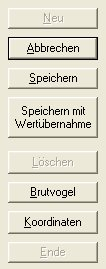 Neu
Abbrechen
Speichern
Speichern mit
Wertübernahme
Löschen
Brutvogel
Koordinaten
Ende